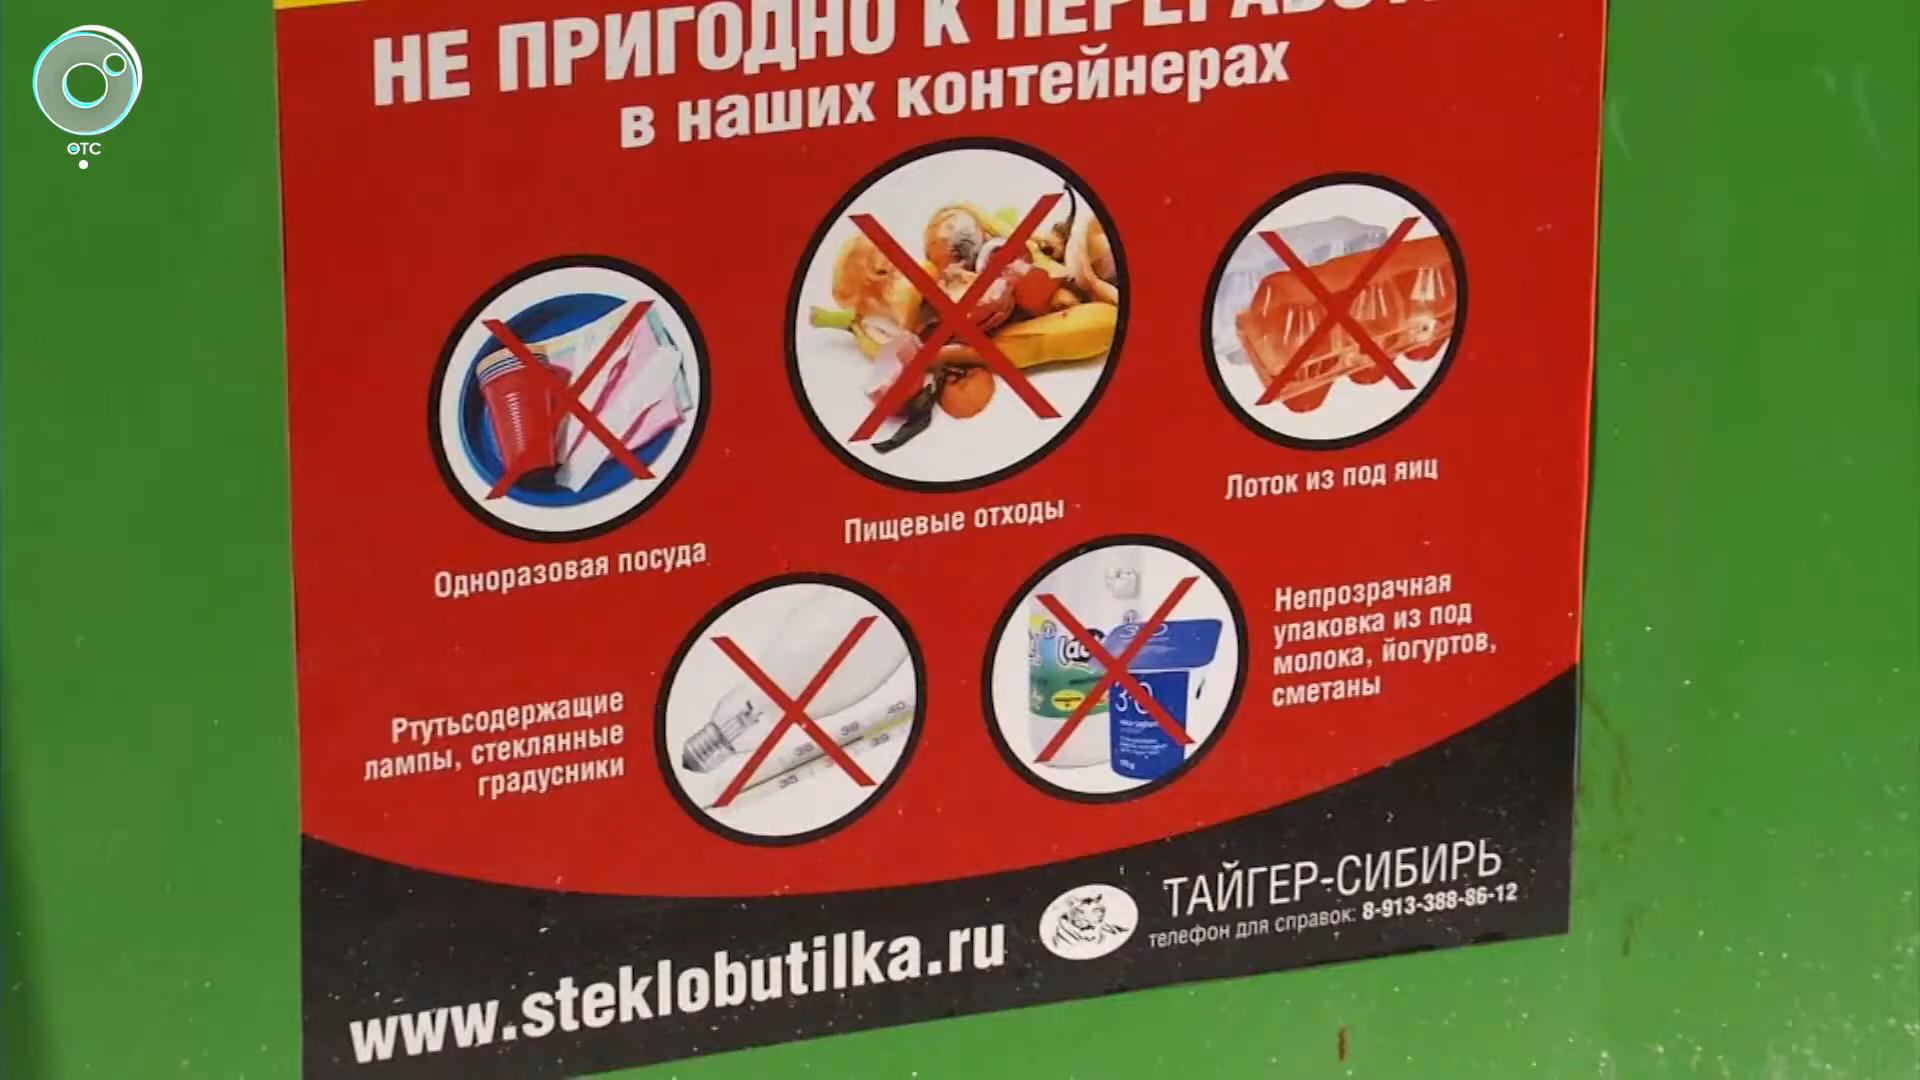 ОТС
НЕ ПРИГОДНО К ПЕРЕРАБОТ
в наших контейнерах
Одноразовая посуда
Пищевые отходы
Лоток из под яиц
Ртутьсодержащие
лампы, стеклянные
градусники
Непрозрачная
упаковка из под
молока, йогуртов,
сметаны
www.steklobutilka.ru
ТАЙГЕР-СИБИРЬ
телефон для справок: 8-913-388-86-12